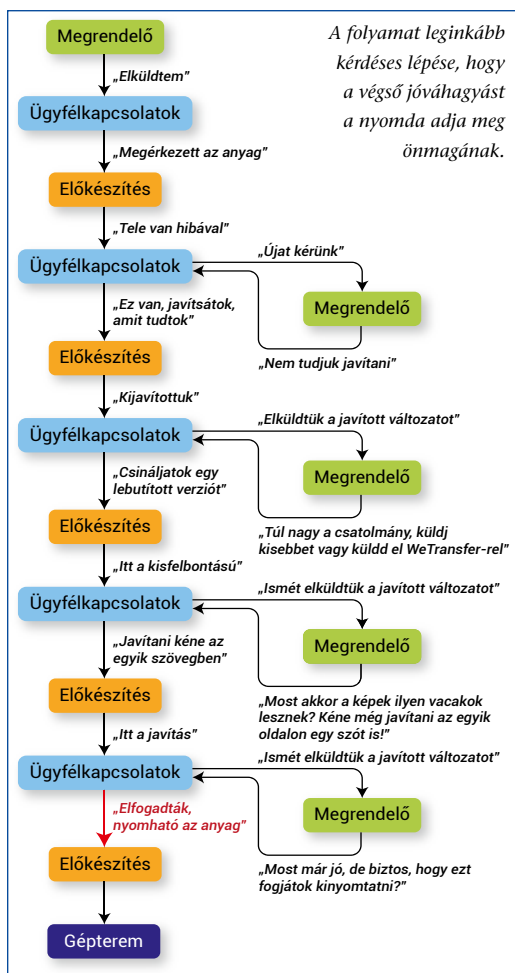 Megrendelő
A folyamat leginkább
kérdéses lépése, hogy
a végső jóváhagyást
a nyomda adja meg
önmagának.
„Elküldtem”
Ügyfélkapcsolatok
„Megérkezett az anyag”
Előkészítés
„Tele van hibával”
Ügyfélkapcsolatok
„Újat kérünk”
Megrendelő
„Nem tudjuk javítani”
„Ez van, javítsátok,
amit tudtok”
Előkészítés
„Kijavítottuk”
Ügyfélkapcsolatok
„Elküldtük a javított változatot”
Megrendelő
„Túl nagy a csatolmány, küldj
kisebbet vagy küldd el WeTransfer-rel
„Csináljatok egy
lebutított verziót”
Előkészítés
„Itt a kisfelbontású”
Ügyfélkapcsolatok
„Ismét elküldtük a javított változatot”
Megrendelő
„Most akkor a képek ilyen vacakok
lesznek? Kéne még javítani az egyik
oldalon egy szót is!”
„Javítani kéne az
egyik szövegben”
Előkészítés
„Itt a javítás”
Ügyfélkapcsolatok
„Ismét elküldtük a javított változatot”
Megrendelő
„Most már jó, de biztos, hogy ezt
fogjátok kinyomtatni?”
„Elfogadták,
nyomható az anyag”
Előkészítés
Gépterem